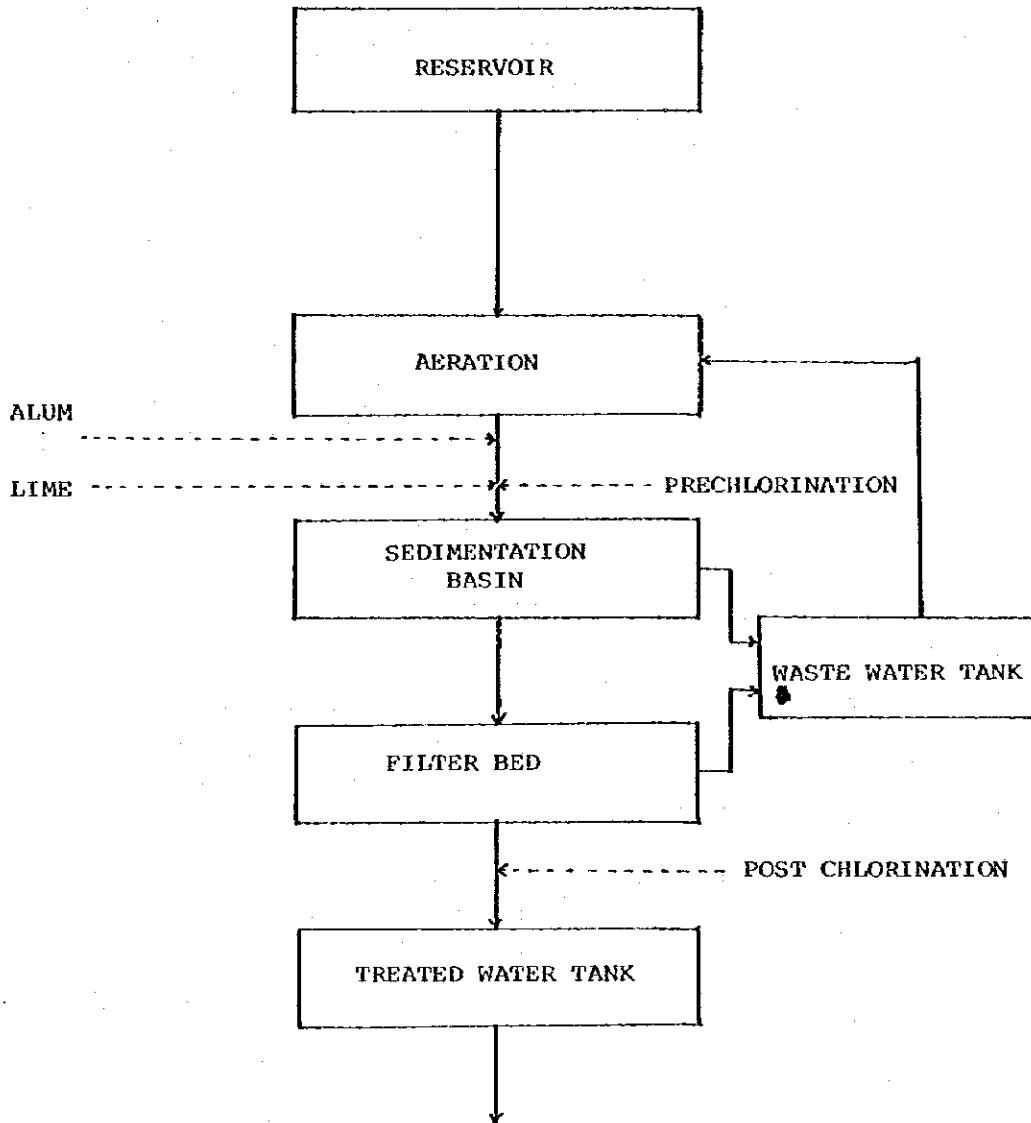 RESERVOIR
AERATION
ALUM
LIME
PRECHLORINATION
SEDIMENTATION
BASIN
WASTE WATER TANK
FILTER BED
POST CHLORINATION
TREATED WATER TANK